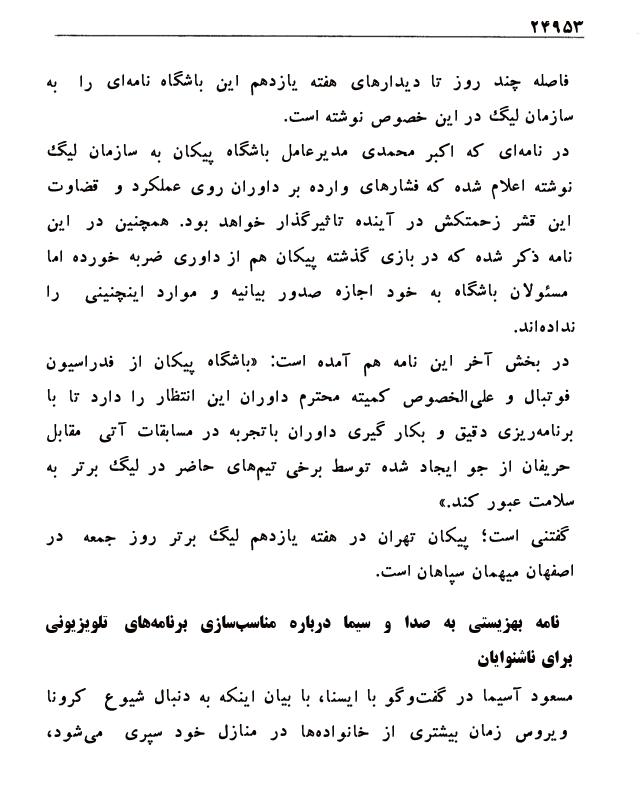 ۲۴۹۵۳
فاصله چند روز تا دیدارهای هفته یازدهم این باشگاه نامه‌ای را به
سازمان لیگ در این خصوص نوشته است.
در نامه‌ای که اکبر محمدی مدیرعامل باشگاه پیکان به سازمان لیگ
نوشته اعلام شده که فشارهای وارده بر داوران روی عملکرد و قضاوت
این قشر زحمتکش در آینده تاثیرگذار خواهد بود. همچنین در این
نامه ذکر شده که در بازی گذشته پیکان هم از داوری ضربه خورده اما
مسئولان باشگاه به خود اجازه صدور بیانیه و موارد اینچنینی را
نداده‌اند.
در بخش آخر این نامه هم آمده است: «باشگاه پیکان از فدراسیون
فوتبال و علی‌الخصوص کمیته محترم داوران این انتظار را دارد تا با
برنامه‌ریزی دقیق و بکار گیری داوران باتجربه در مسابقات آتی مقابل
حریفان از جو ایجاد شده توسط برخی تیم‌های حاضر در لیگ برتر به
سلامت عبور کند.»
گفتنی است؛ پیکان تهران در هفته یازدهم لیگ برتر روز جمعه در
اصفهان میهمان سپاهان است.
نامه بهزیستی به صدا و سیما درباره مناسب‌سازی برنامه‌های تلویزیونی
برای ناشنوایان
مسعود آسیما در گفت‌وگو با ایسنا، با بیان اینکه به دنبال شیوع کرونا
ویروس زمان بیشتری از خانواده‌ها در منازل خود سپری می‌شود،